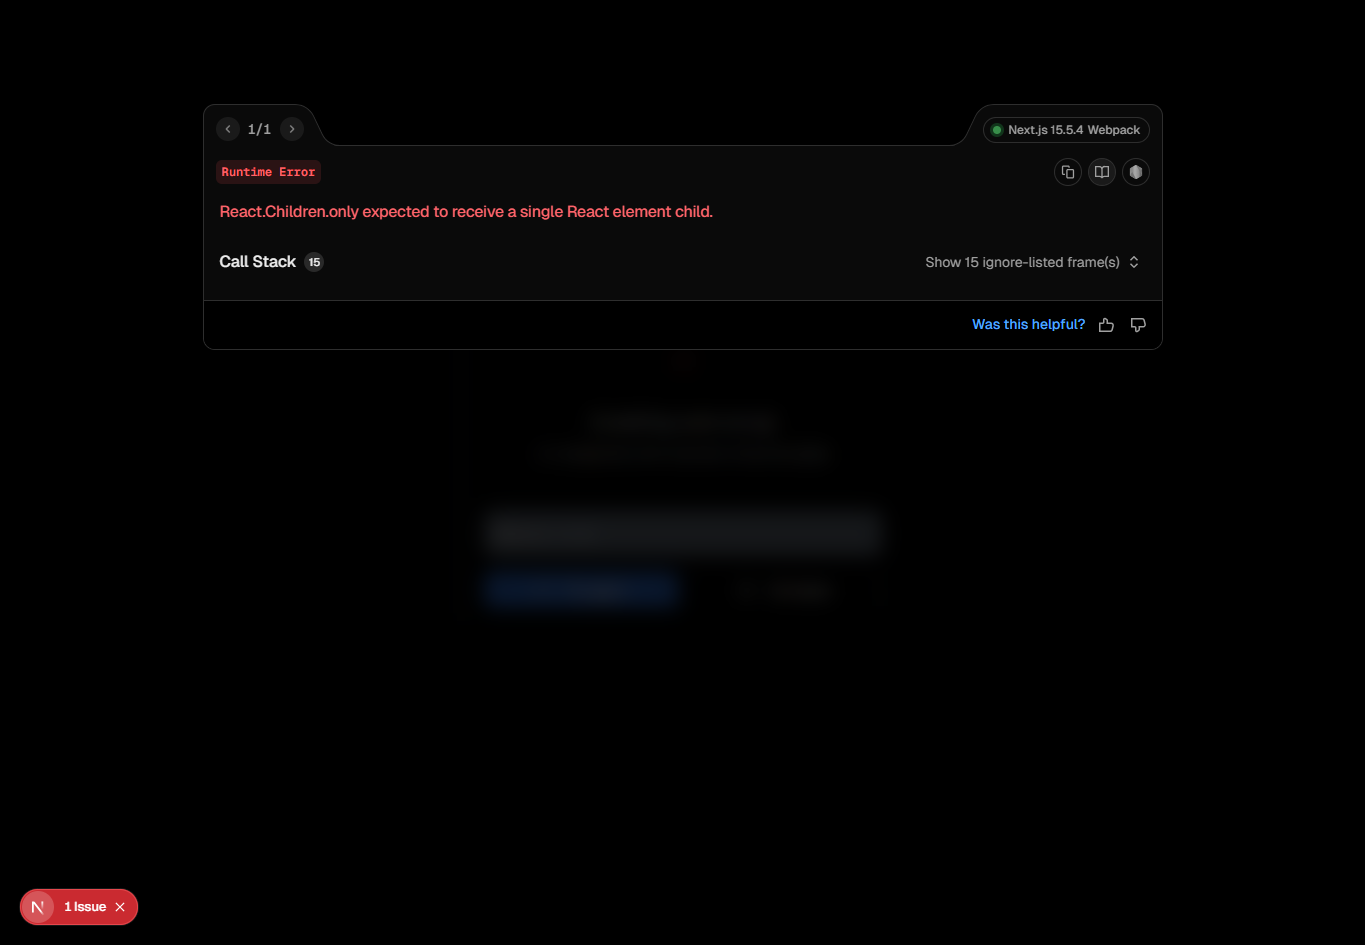 1/1
Next.js 15.5.4 Webpack
Runtime Error
React.Children.only expected to receive a single React element child.
Call Stack 15
Show 15 ignore-listed frame(s)
Was this helpful?
N 1 Issue